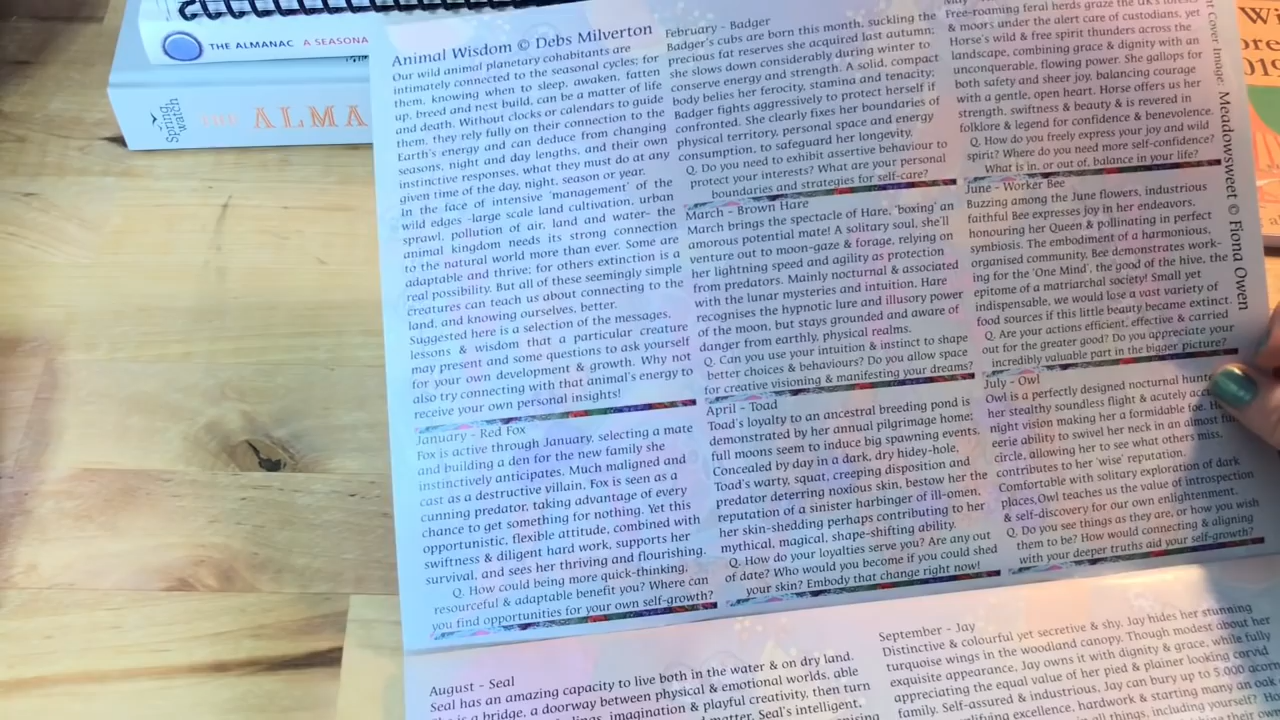 THE ALMANAC A SEASONA
Spring watch
THE ALMA
Animal Wisdom © Debs Milverton
Our wild animal planetary cohabitants are
intimately connected to the seasonal cycles; for
them, knowing when to sleep, awaken, fatten
up, breed and nest build, can be a matter of life
and death. Without clocks or calendars to guide
them, they rely fully on their connection to the
Earth's energy and can deduce from changing
seasons, night and day lengths, and their own
instinctive responses, what they must do at any
given time of the day, night, season or year.
In the face of intensive 'management' of the
wild edges -large scale land cultivation, urban
sprawl, pollution of air, land and water- the
animal kingdom needs its strong connection
to the natural world more than ever. Some are
adaptable and thrive; for others extinction is a
real possibility. But all of these seemingly simple
creatures can teach us about connecting to the
land, and knowing ourselves, better.
Suggested here is a selection of the messages,
lessons & wisdom that a particular creature
may present and some questions to ask yourself
for your own development & growth. Why not
also try connecting with that animal's energy to
receive your own personal insights!
January - Red Fox
Fox is active through January, selecting a mate
and building a den for the new family she
instinctively anticipates. Much maligned and
cast as a destructive villain, Fox is seen as a
cunning predator, taking advantage of every
chance to get something for nothing. Yet this
opportunistic, flexible attitude, combined with
swiftness & diligent hard work, supports her
survival, and sees her thriving and flourishing.
Q. How could being more quick-thinking,
resourceful & adaptable benefit you? Where can
you find opportunities for your own self-growth?
February - Badger
Badger's cubs are born this month, suckling the
precious fat reserves she acquired last autumn;
she slows down considerably during winter to
conserve energy and strength. A solid, compact
body belies her ferocity, stamina and tenacity;
Badger fights aggressively to protect herself if
confronted. She clearly fixes her boundaries of
physical territory, personal space and energy
consumption, to safeguard her longevity.
Q. Do you need to exhibit assertive behaviour to
protect your interests? What are your personal
boundaries and strategies for self-care?
March - Brown Hare
March brings the spectacle of Hare, 'boxing' an
amorous potential mate! A solitary soul, she'll
venture out to moon-gaze & forage, relying on
her lightning speed and agility as protection
from predators. Mainly nocturnal & associated
with the lunar mysteries and intuition, Hare
recognises the hypnotic lure and illusory power
of the moon, but stays grounded and aware of
danger from earthly, physical realms.
Q. Can you use your intuition & instinct to shape
better choices & behaviours? Do you allow space
for creative visioning & manifesting your dreams?
April - Toad
Toad's loyalty to an ancestral breeding pond is
demonstrated by her annual pilgrimage home;
full moons seem to induce big spawning events.
Concealed by day in a dark, dry hidey-hole,
Toad's warty, squat, creeping disposition and
predator deterring noxious skin, bestow her the
reputation of a sinister harbinger of ill-omen,
her skin-shedding perhaps contributing to her
mythical, magical, shape-shifting ability.
Q. How do your loyalties serve you? Are any out
of date? Who would you become if you could shed
your skin? Embody that change right now!
Free-roaming feral herds graze the UK's forests
& moors under the alert care of custodians, yet
Horse's wild & free spirit thunders across the
landscape, combining grace & dignity with an
unconquerable, flowing power. She gallops for
both safety and sheer joy, balancing courage
with a gentle, open heart. Horse offers us her
strength, swiftness & beauty & is revered in
folklore & legend for confidence & benevolence.
Q. How do you freely express your joy and wild
spirit? Where do you need more self-confidence?
What is in, or out of, balance in your life?
June - Worker Bee
Buzzing among the June flowers, industrious
faithful Bee expresses joy in her endeavors,
honouring her Queen & pollinating in perfect
symbiosis. The embodiment of a harmonious,
organised community, Bee demonstrates work-
ing for the 'One Mind', the good of the hive, the
epitome of a matriarchal society! Small yet
indispensable, we would lose a vast variety of
food sources if this little beauty became extinct.
Q. Are your actions efficient, effective & carried
out for the greater good? Do you appreciate your
incredibly valuable part in the bigger picture?
July - Owl
Owl is a perfectly designed nocturnal
her stealthy soundless flight & acutely
night vision making her a formidable foe.
eerie ability to swivel her neck in an almost
circle, allowing her to see what others miss,
contributes to her 'wise' reputation.
Comfortable with solitary exploration of dark
places, Owl teaches us the value of introspection
& self-discovery for our own enlightenment.
Q. Do you see things as they are, or how you wish
them to be? How would connecting & aligning
with your deeper truths aid your self-growth?
Cover Image: Meadowsweet © Fiona Owen
August - Seal
Seal has an amazing capacity to live both in the water & on dry land.
is a bridge, a doorway between physical & emotional worlds, able
imagination & playful creativity, then turn
matter. Seal's intelligent,
September - Jay
Distinctive & colourful yet secretive & shy, Jay hides her stunning
turquoise wings in the woodland canopy. Though modest about her
exquisite appearance, Jay owns it with dignity & grace, while fully
appreciating the equal value of her pied & plainer looking corvid
family. Self-assured & industrious, Jay can bury up to 5,000 acorns
excellence, hardwork & starting many an oak
things, including yourself?